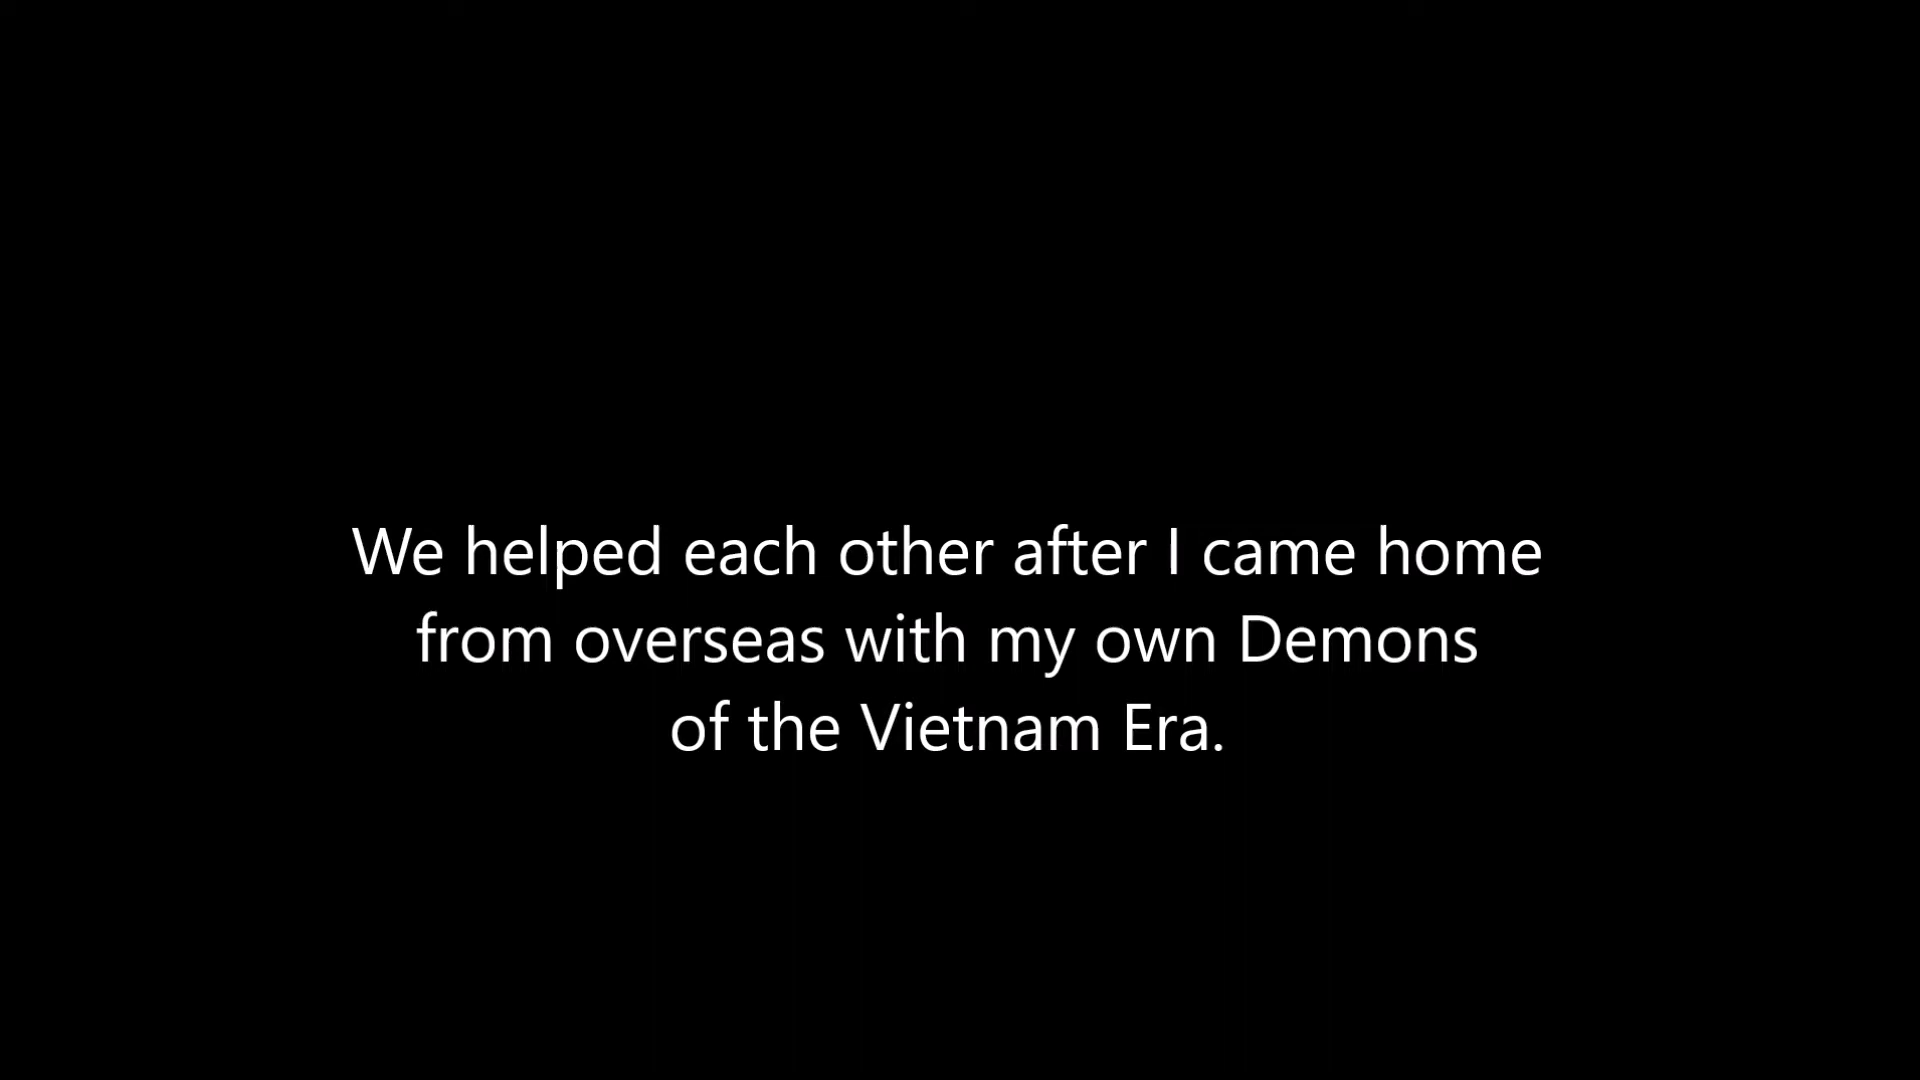 We helped each other after I came home
from overseas with my own Demons
of the Vietnam Era.